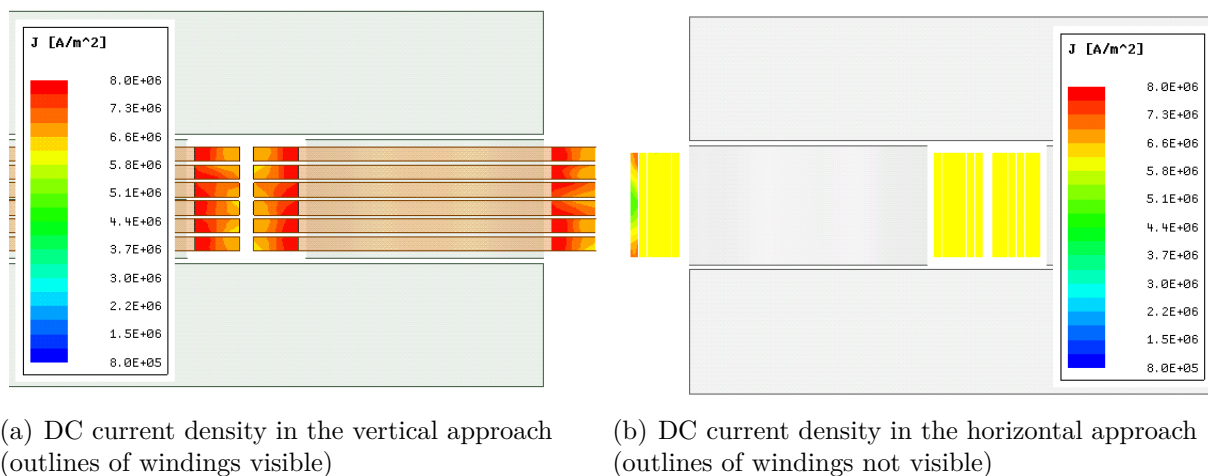 J [A/m^2]
8.0E+06
7.3E+06
6.6E+06
5.8E+06
5.1E+06
4.4E+06
3.7E+06
3.0E+06
2.2E+06
1.5E+06
8.0E+05
J [A/m^2]
8.0E+06
7.3E+06
6.6E+06
5.8E+06
5.1E+06
4.4E+06
3.7E+06
3.0E+06
2.2E+06
1.5E+06
8.0E+05
(a) DC current density in the vertical approach
(outlines of windings visible)
(b) DC current density in the horizontal approach
(outlines of windings not visible)